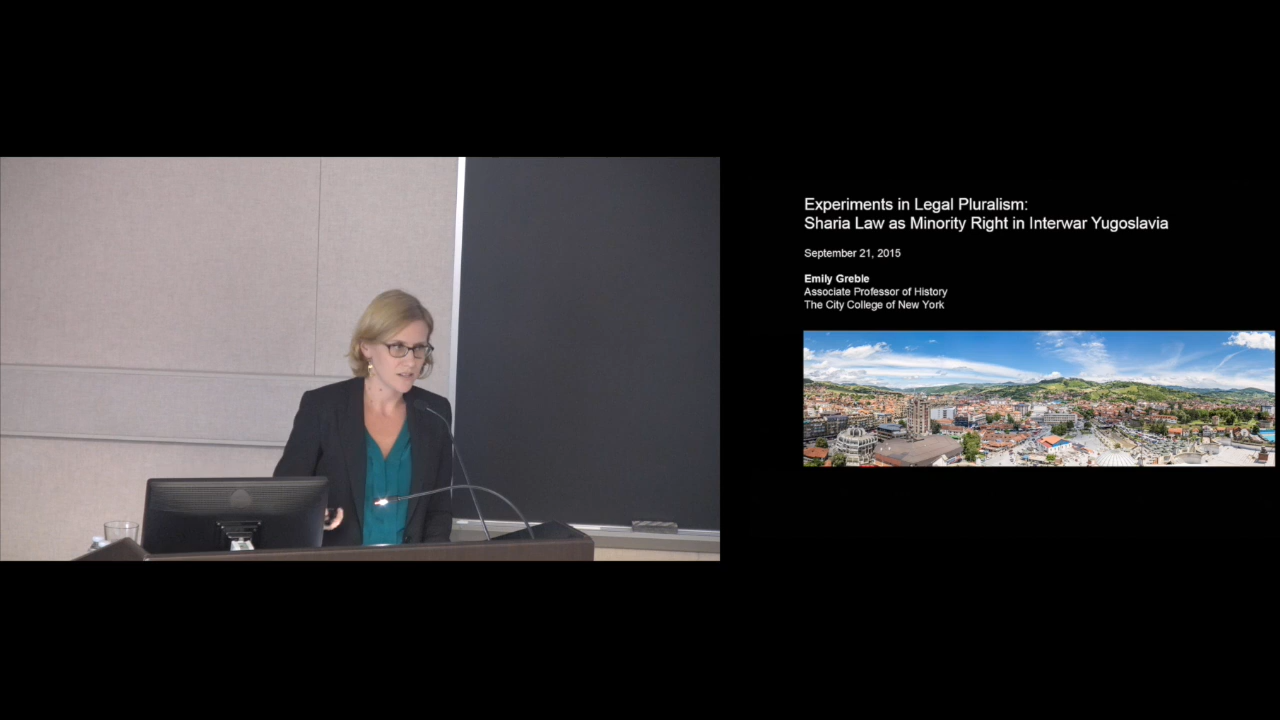 Experiments in Legal Pluralism:
Sharia Law as Minority Right in Interwar Yugoslavia
September 21, 2015
Emily Greble
Associate Professor of History
The City College of New York